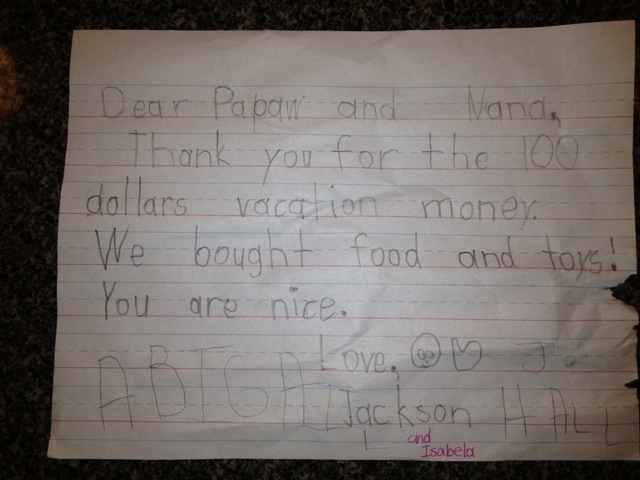 Dear Papaw and Nana,
Thank you for the 100
dollars vacation money.
We bought food and toys!
You are nice.
Love, J.
ABIGAIL Jackson HALL
and
Isabela